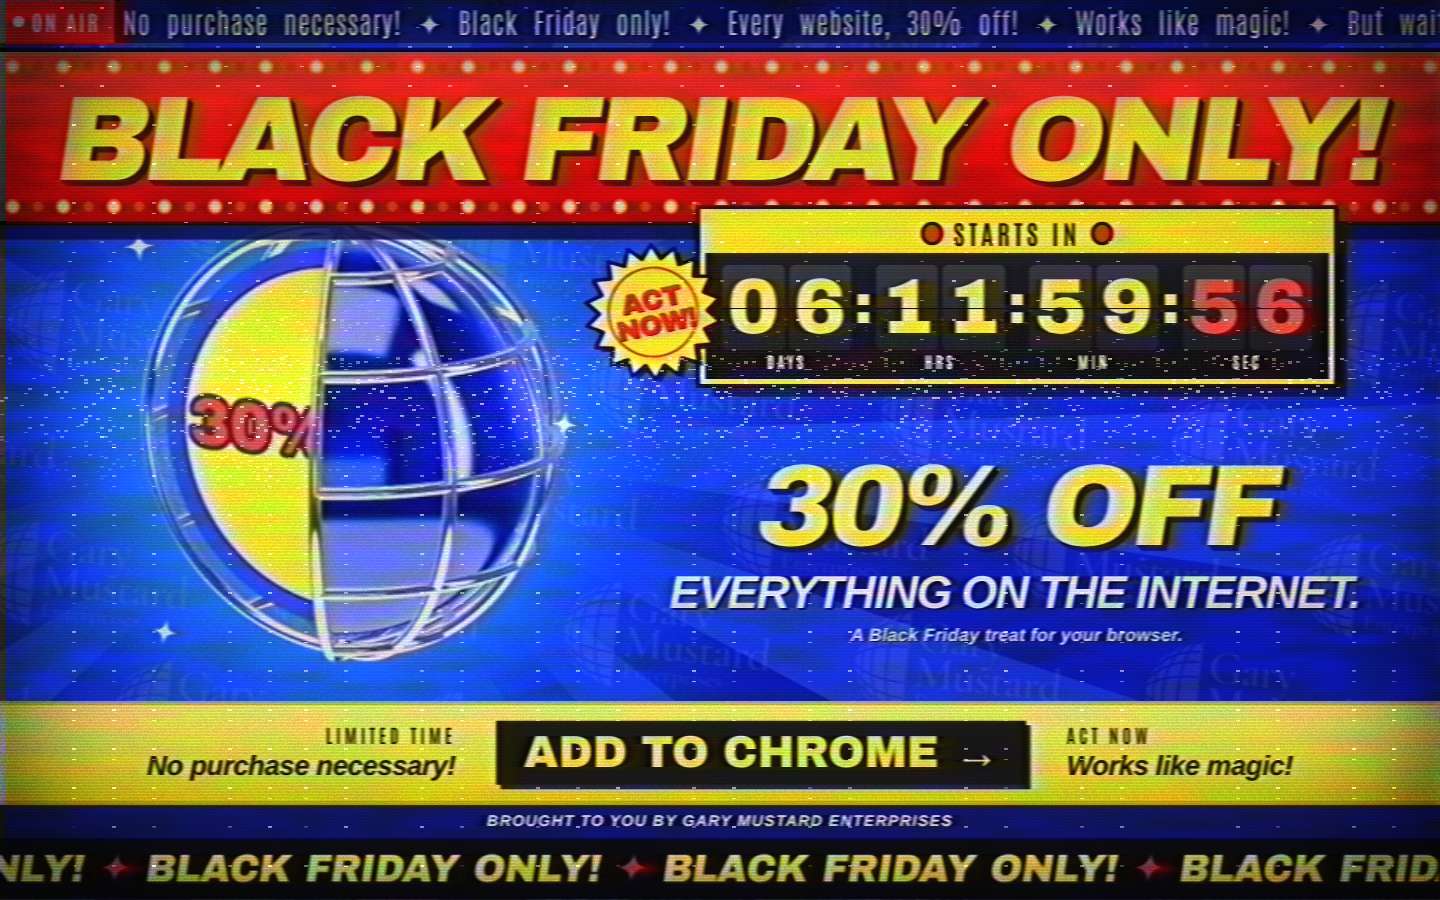 ON AIR
No purchase necessary! ✦ Black Friday only! ✦ Every website, 30% off! ✦ Works like magic! ✦ But wai
BLACK FRIDAY ONLY!
STARTS IN
ACT
NOW!
06:11:59:56
DAYS HRS MIN SEC
30%
30% OFF
EVERYTHING ON THE INTERNET.
A Black Friday treat for your browser.
LIMITED TIME
No purchase necessary!
ADD TO CHROME →
ACT NOW
Works like magic!
BROUGHT TO YOU BY GARY MUSTARD ENTERPRISES
NLY! ✦ BLACK FRIDAY ONLY! ✦ BLACK FRIDAY ONLY! ✦ BLACK FRID
Gary
Mustard